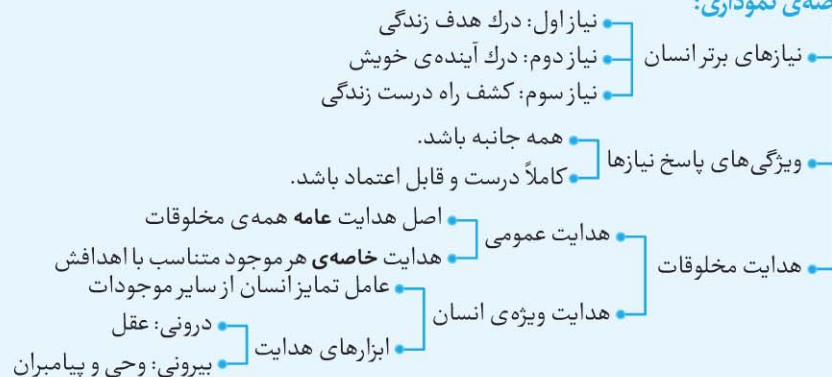 صه‌ی نموداری:
نیازهای برتر انسان
نیاز اول: درك هدف زندگی
نیاز دوم: درك آینده‌ی خویش
نیاز سوم: کشف راه درست زندگی
ویژگی‌های پاسخ نیازها
همه جانبه باشد.
کاملاً درست و قابل اعتماد باشد.
هدایت مخلوقات
هدایت عمومی
اصل هدایت عامه همه‌ی مخلوقات
هدایت خاصه‌ی هر موجود متناسب با اهدافش
هدایت ویژه‌ی انسان
عامل تمایز انسان از سایر موجودات
ابزارهای هدایت
درونی: عقل
بیرونی: وحی و پیامبران